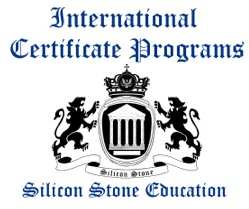 International
Certificate Programs
Silicon Stone
Silicon Stone Education